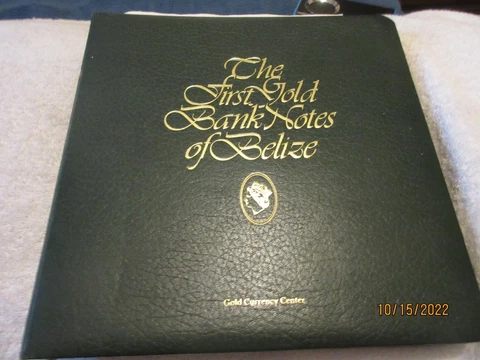 The
First Gold
Bank Notes
of Belize
Gold Currency Center
10/15/2022